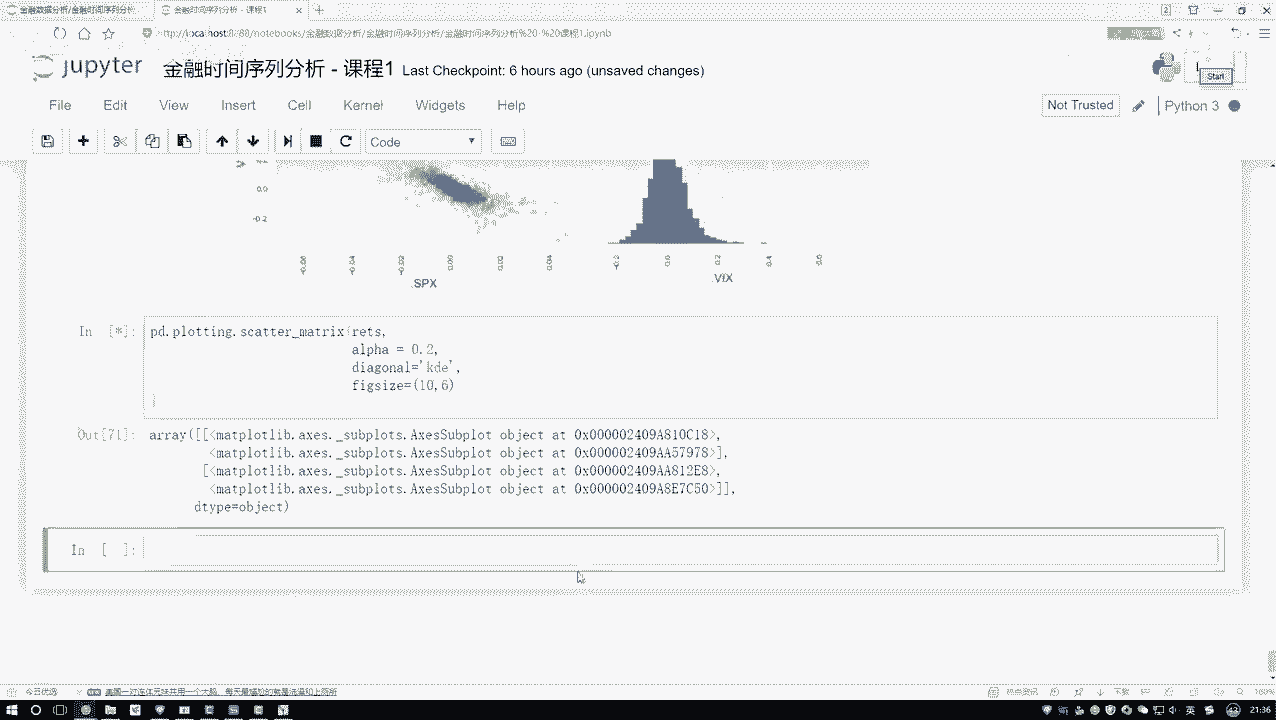 金融数据分析/金融时间序列分析
金融时间序列分析 - 课程1
2
localhost:8888/notebooks/金融数据分析/金融时间序列分析/金融时间序列分析%20-%20课程1.ipynb
jupyter 金融时间序列分析 - 课程1 Last Checkpoint: 6 hours ago (unsaved changes)
Start
File Edit View Insert Cell Kernel Widgets Help
Not Trusted Python 3
Code
0.0
-0.2
-0.06 -0.04 -0.02 0.00 0.02 0.04
-0.2 0.0 0.2 0.4 0.6
.SPX .VIX
In [*]: pd.plotting.scatter_matrix(rets,
alpha = 0.2,
diagonal='kde',
figsize=(10,6)
)
Out[71]: array([[<matplotlib.axes._subplots.AxesSubplot object at 0x000002409A810C18>,
<matplotlib.axes._subplots.AxesSubplot object at 0x000002409AA57978>],
[<matplotlib.axes._subplots.AxesSubplot object at 0x000002409AA812E8>,
<matplotlib.axes._subplots.AxesSubplot object at 0x000002409A8E7C50>]],
dtype=object)
In [ ]:
今日优选
热点资讯 下载 160%
英 21:36